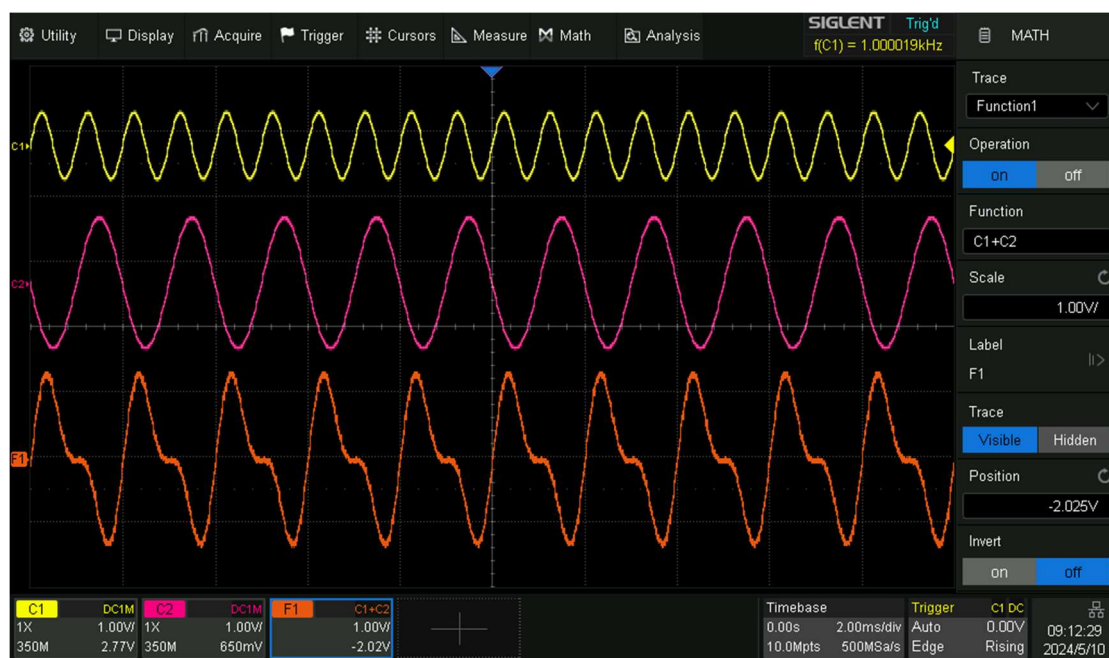 Utility Display Acquire Trigger Cursors Measure Math Analysis
SIGLENT Trig'd
f(C1) = 1.000019kHz
MATH
Trace
Function1
Operation
on off
Function
C1+C2
Scale
1.00V/
Label
F1
Trace
Visible Hidden
Position
-2.025V
Invert
on off
C1
C2
F1
C1 DC1M
1X 1.00V/
350M 2.77V
C2 DC1M
1X 1.00V/
350M 650mV
F1 C1+C2
1.00V/
-2.02V
Timebase
0.00s 2.00ms/div
10.0Mpts 500MSa/s
Trigger C1 DC
Auto 0.00V
Edge Rising
09:12:29
2024/5/10